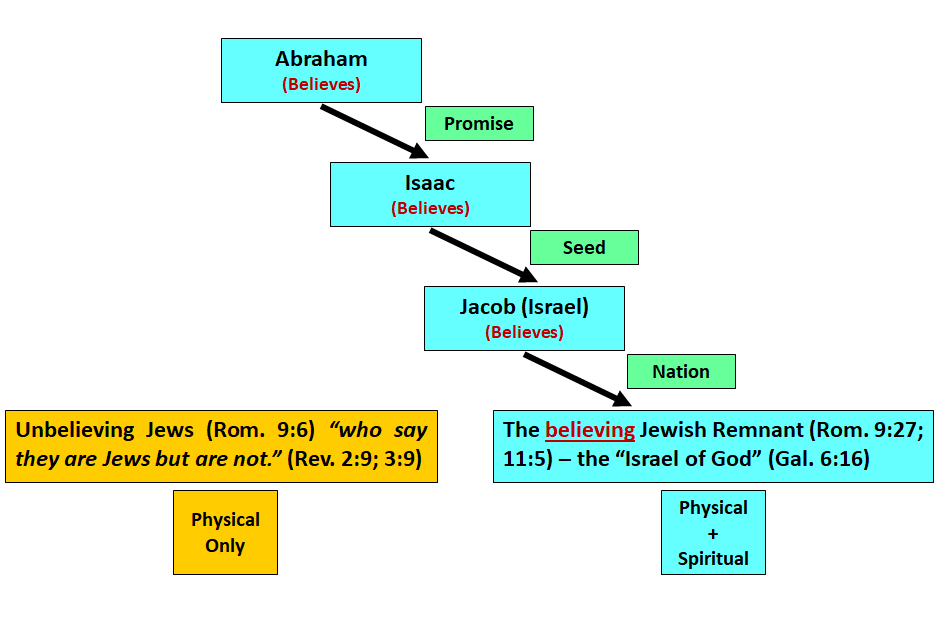 Abraham
(Believes)
Promise
Isaac
(Believes)
Seed
Jacob (Israel)
(Believes)
Nation
Unbelieving Jews (Rom. 9:6) “who say
they are Jews but are not.” (Rev. 2:9; 3:9)
The believing Jewish Remnant (Rom. 9:27;
11:5) – the “Israel of God” (Gal. 6:16)
Physical
Only
Physical
+
Spiritual